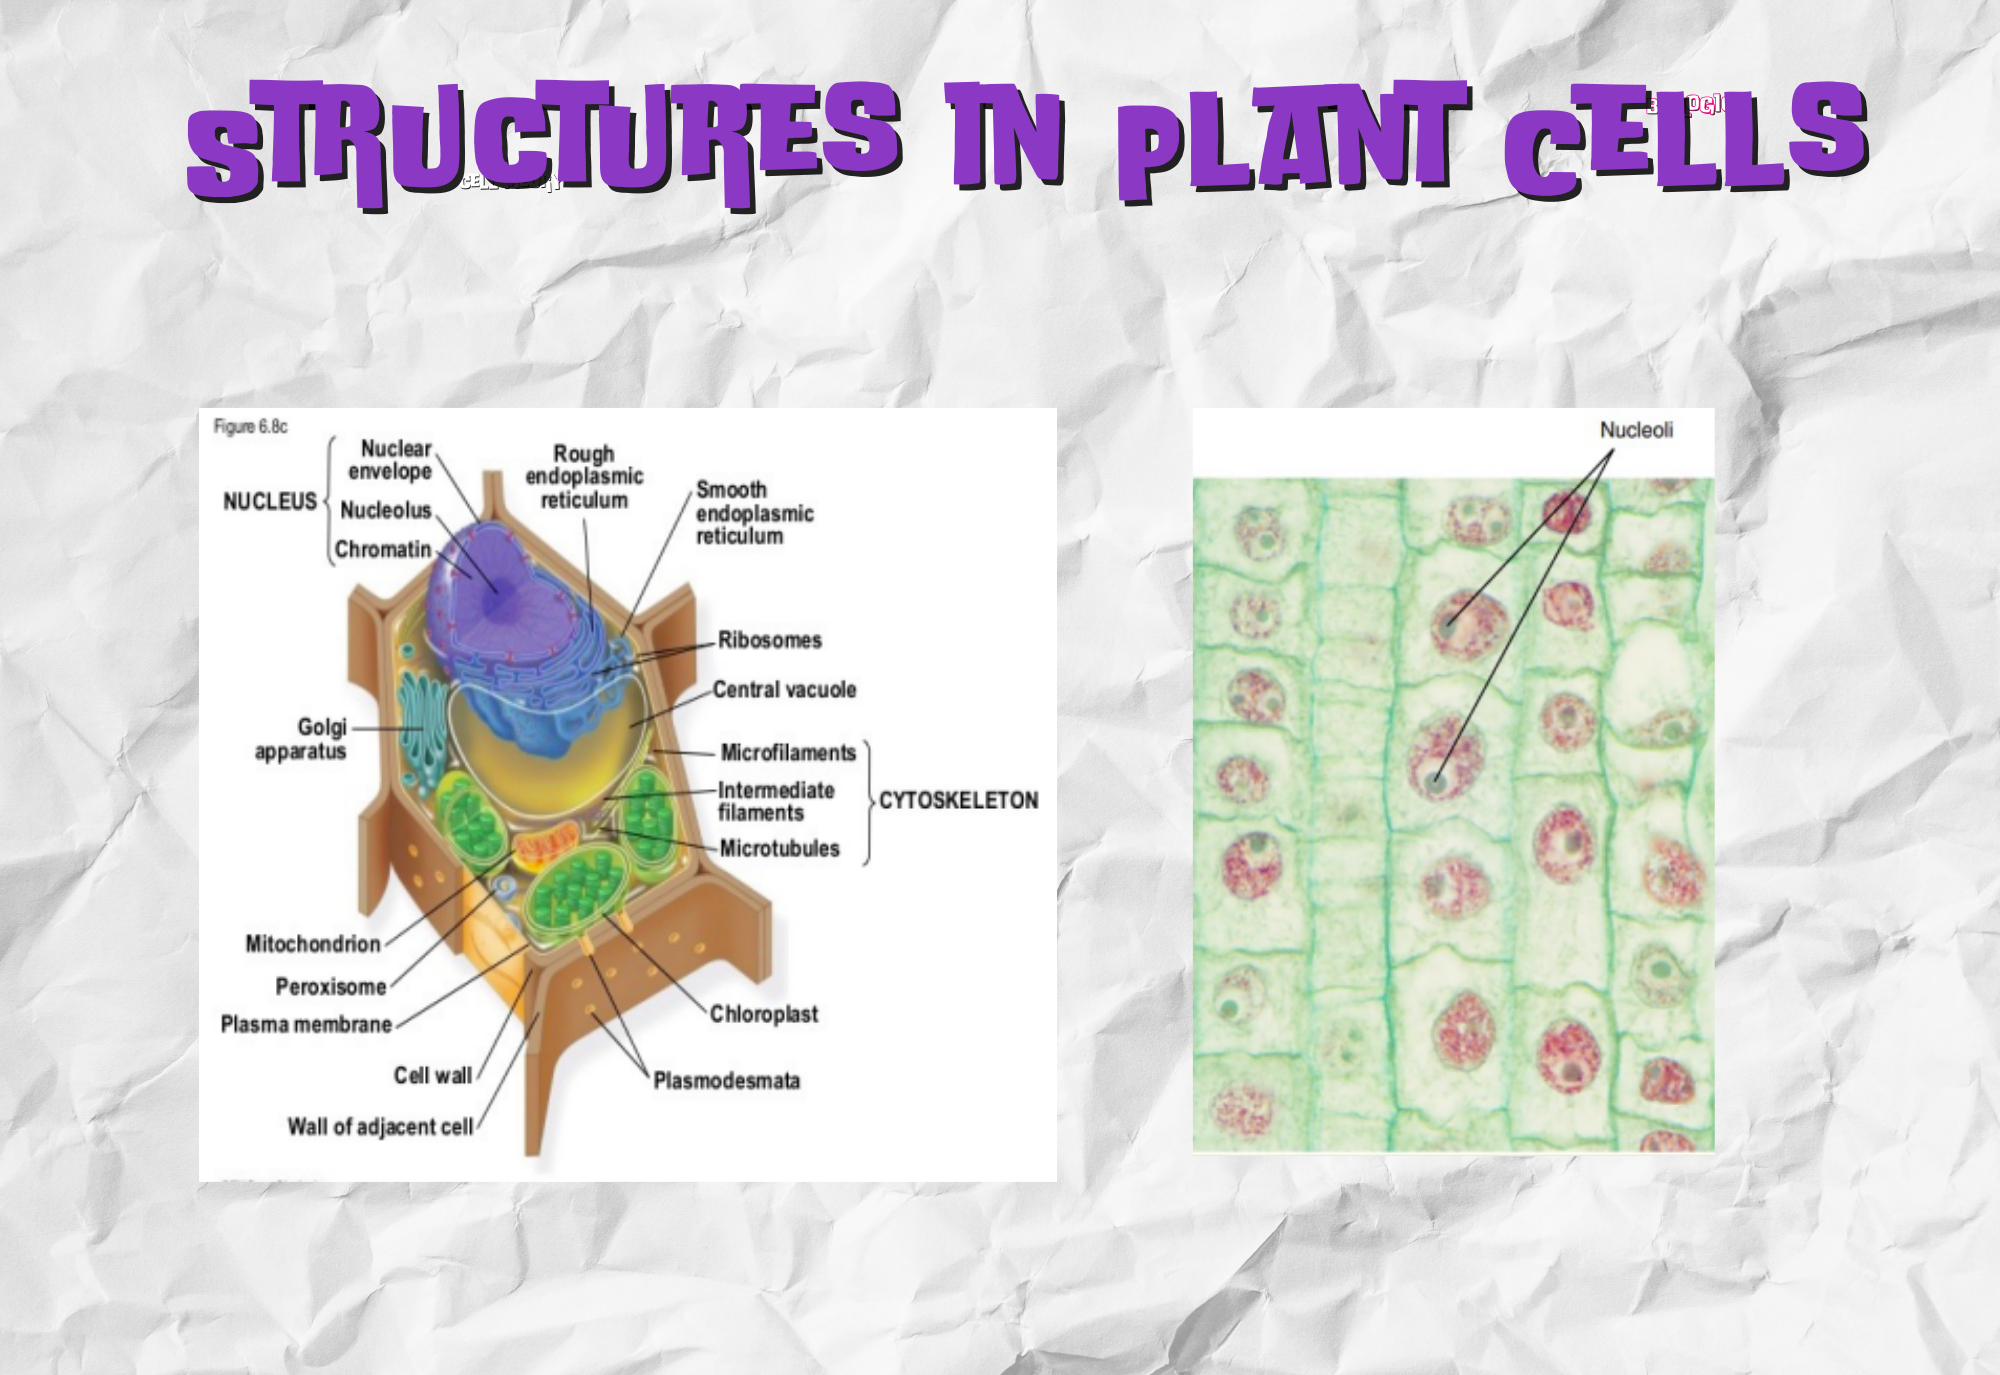 STRUCTURES IN PLANT CELLS
Figure 6.8c
NUCLEUS
Nuclear
envelope
Nucleolus
Chromatin
Rough
endoplasmic
reticulum
Smooth
endoplasmic
reticulum
Ribosomes
Central vacuole
Golgi
apparatus
Microfilaments
Intermediate
filaments
Microtubules
CYTOSKELETON
Mitochondrion
Peroxisome
Plasma membrane
Cell wall
Wall of adjacent cell
Chloroplast
Plasmodesmata
Nucleoli